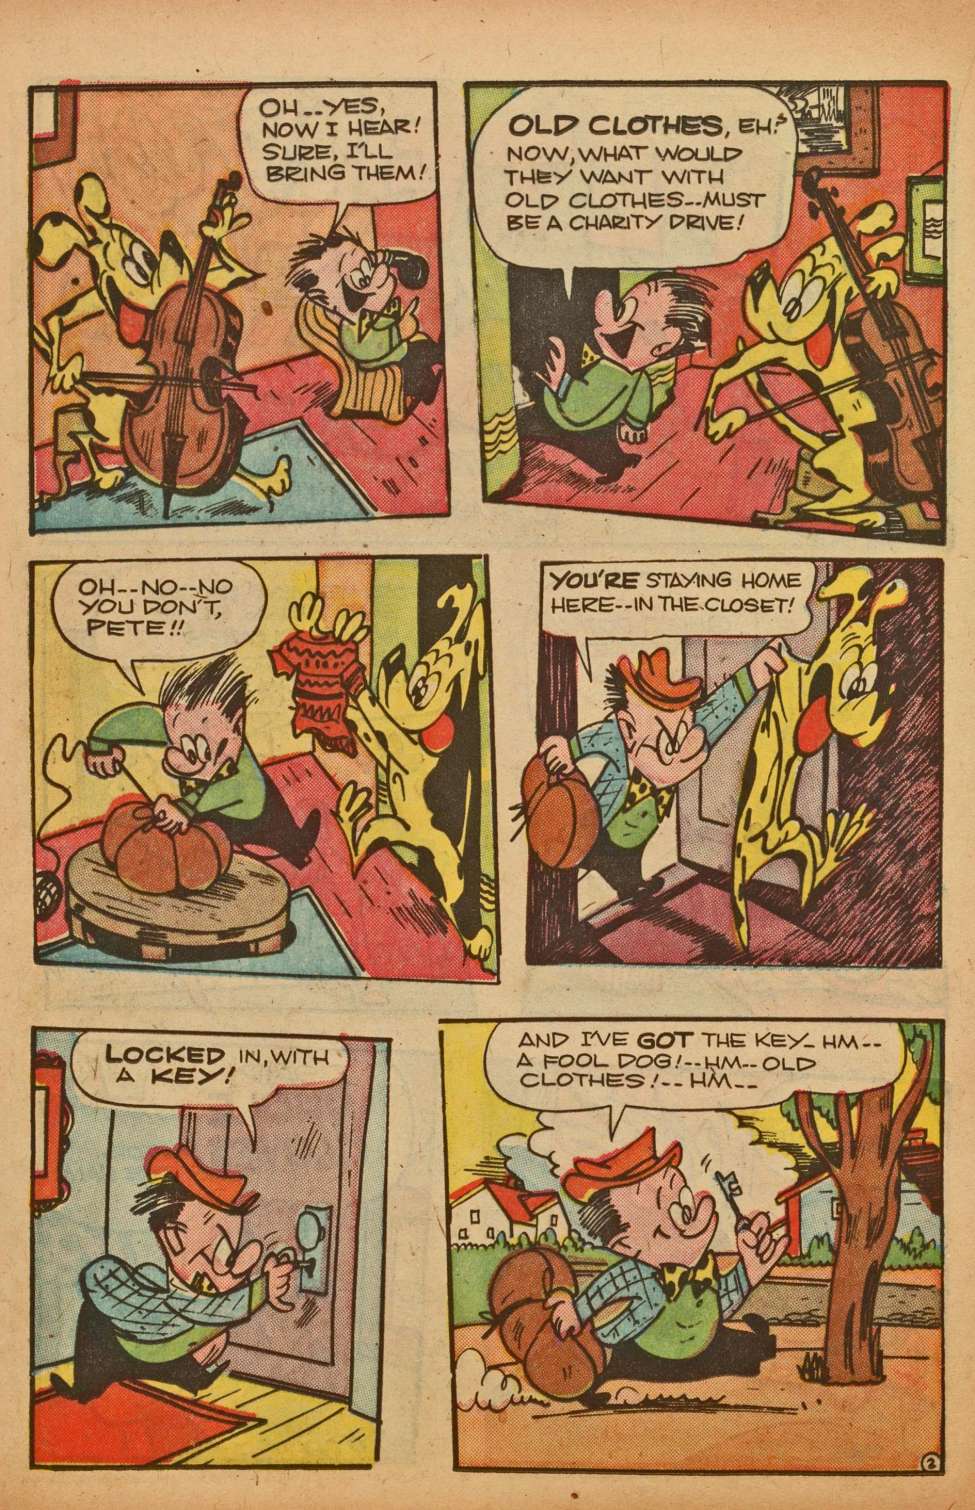 OH--YES,
NOW I HEAR!
SURE, I'LL
BRING THEM!
OLD CLOTHES, EH?
NOW, WHAT WOULD
THEY WANT WITH
OLD CLOTHES--MUST
BE A CHARITY DRIVE!
OH--NO--NO
YOU DON'T,
PETE!!
YOU'RE STAYING HOME
HERE--IN THE CLOSET!
LOCKED IN, WITH
A KEY!
AND I'VE GOT THE KEY-- HM--
A FOOL DOG!--HM--OLD
CLOTHES!--HM--
2